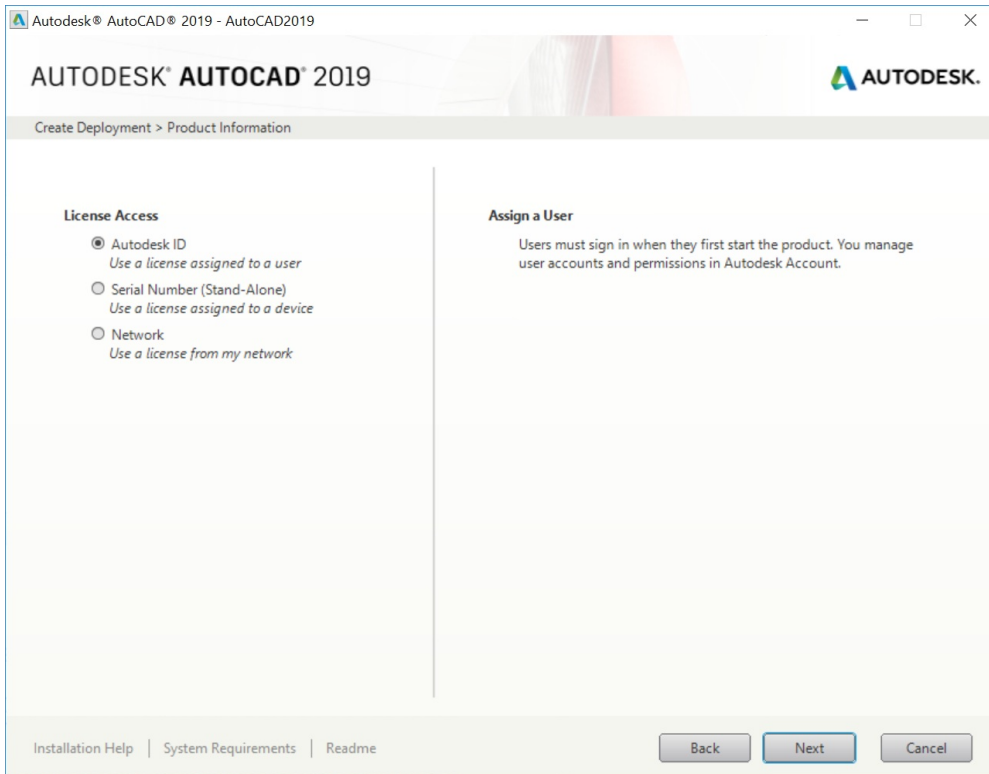 Autodesk® AutoCAD® 2019 - AutoCAD2019
AUTODESK® AUTOCAD® 2019
AUTODESK.
Create Deployment > Product Information
License Access
Autodesk ID
Use a license assigned to a user
Serial Number (Stand-Alone)
Use a license assigned to a device
Network
Use a license from my network
Assign a User
Users must sign in when they first start the product. You manage
user accounts and permissions in Autodesk Account.
Installation Help | System Requirements | Readme
Back
Next
Cancel